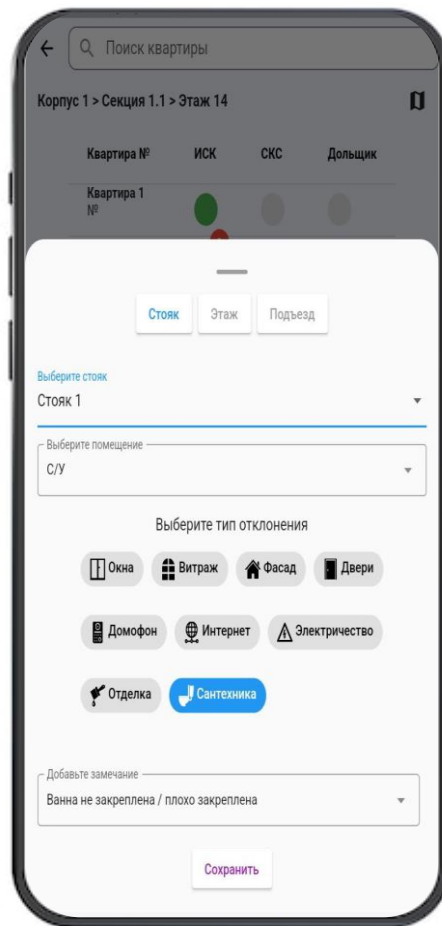 Поиск квартиры
Корпус 1 > Секция 1.1 > Этаж 14
Квартира № ИСК СКС Дольщик
Квартира 1
№
Стояк Этаж Подъезд
Выберите стояк
Стояк 1
Выберите помещение
С/У
Выберите тип отклонения
Окна Витраж Фасад Двери
Домофон Интернет Электричество
Отделка Сантехника
Добавьте замечание
Ванна не закреплена / плохо закреплена
Сохранить